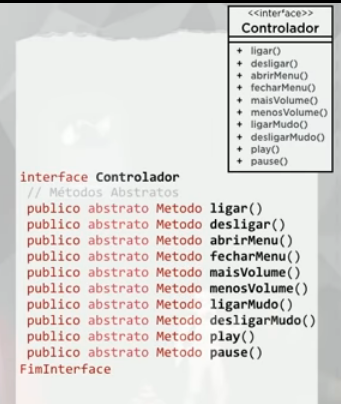 <<interface>>
Controlador
+ ligar()
+ desligar()
+ abrirMenu()
+ fecharMenu()
+ maisVolume()
+ menosVolume()
+ ligarMudo()
+ desligarMudo()
+ play()
+ pause()
interface Controlador
// Métodos Abstratos
publico abstrato Metodo ligar()
publico abstrato Metodo desligar()
publico abstrato Metodo abrirMenu()
publico abstrato Metodo fecharMenu()
publico abstrato Metodo maisVolume()
publico abstrato Metodo menosVolume()
publico abstrato Metodo ligarMudo()
publico abstrato Metodo desligarMudo()
publico abstrato Metodo play()
publico abstrato Metodo pause()
FimInterface